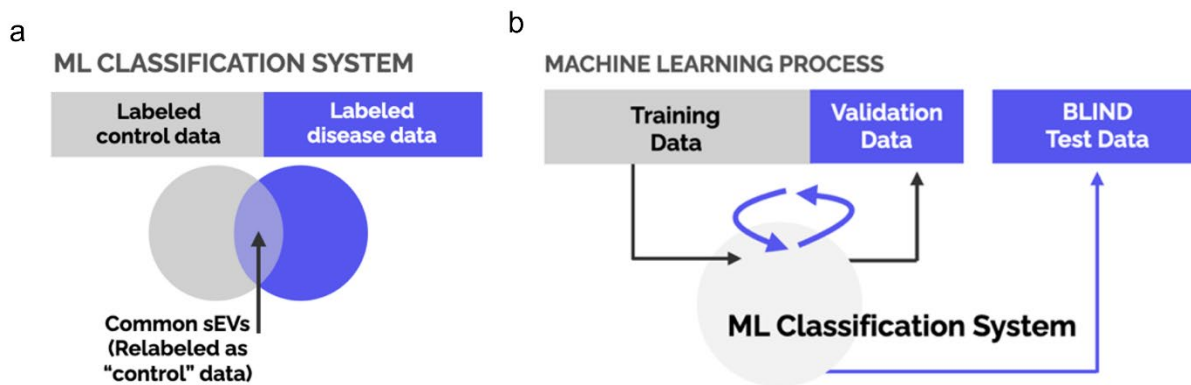 a
ML CLASSIFICATION SYSTEM
Labeled
control data
Labeled
disease data
Common sEVs
(Relabeled as
“control” data)
b
MACHINE LEARNING PROCESS
Training
Data
Validation
Data
BLIND
Test Data
ML Classification System